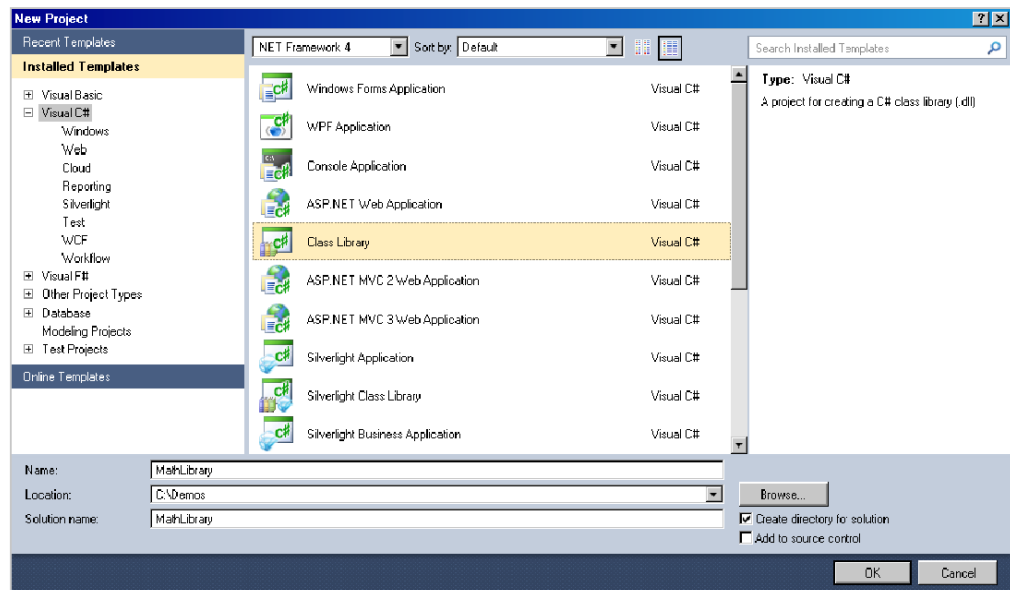 New Project
Recent Templates
Installed Templates
Visual Basic
Visual C#
Windows
Web
Cloud
Reporting
Silverlight
Test
WCF
Workflow
Visual F#
Other Project Types
Database
Modeling Projects
Test Projects
Online Templates
NET Framework 4 Sort by: Default
Windows Forms Application Visual C#
WPF Application Visual C#
Console Application Visual C#
ASP.NET Web Application Visual C#
Class Library Visual C#
ASP.NET MVC 2 Web Application Visual C#
ASP.NET MVC 3 Web Application Visual C#
Silverlight Application Visual C#
Silverlight Class Library Visual C#
Silverlight Business Application Visual C#
Search Installed Templates
Type: Visual C#
A project for creating a C# class library (.dll)
Name: MathLibrary
Location: C:\Demos
Browse...
Solution name: MathLibrary
Create directory for solution
Add to source control
OK Cancel